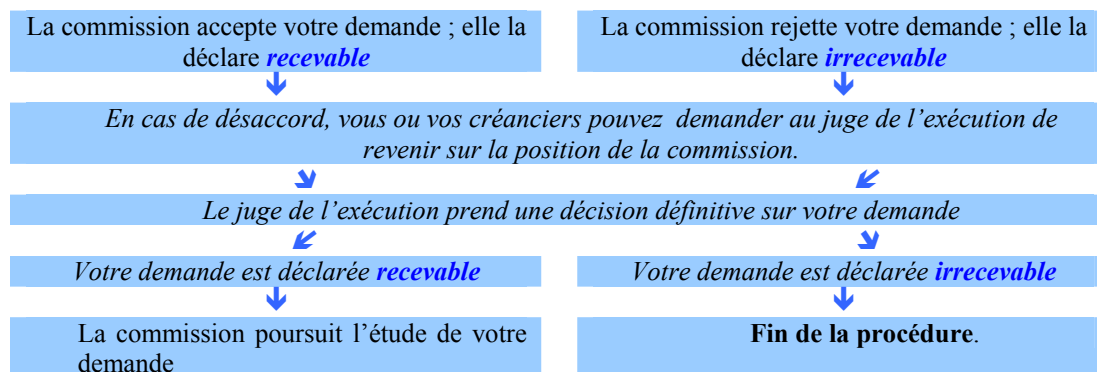 La commission accepte votre demande ; elle la
déclare recevable
La commission rejette votre demande ; elle la
déclare irrecevable
En cas de désaccord, vous ou vos créanciers pouvez demander au juge de l’exécution de
revenir sur la position de la commission.
Le juge de l’exécution prend une décision définitive sur votre demande
Votre demande est déclarée recevable
Votre demande est déclarée irrecevable
La commission poursuit l’étude de votre
demande
Fin de la procédure.